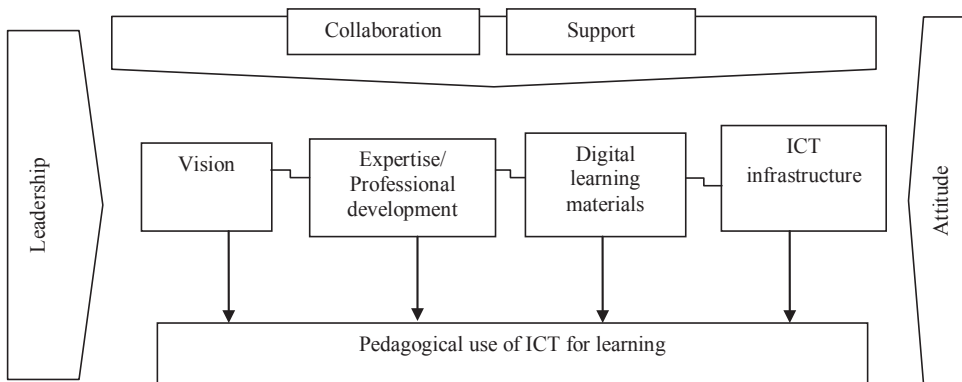 Collaboration
Support
Leadership
Vision
Expertise/
Professional
development
Digital
learning
materials
ICT
infrastructure
Attitude
Pedagogical use of ICT for learning